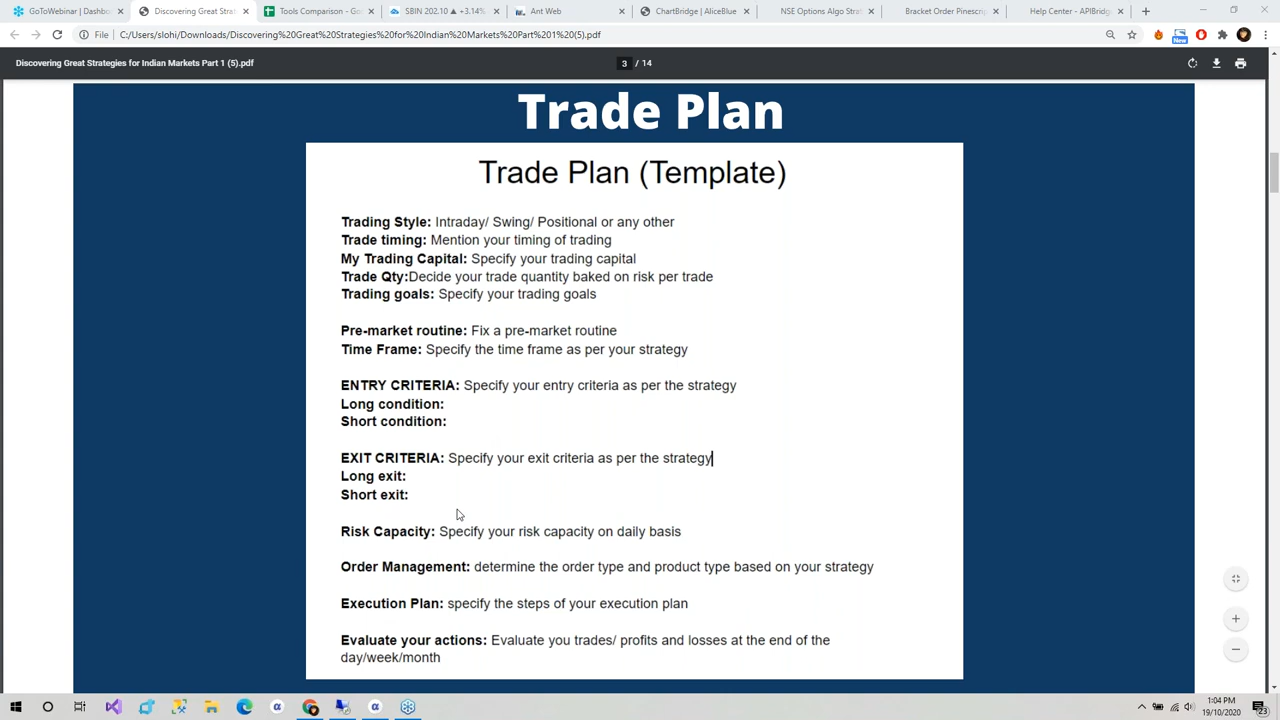 GoToWebinar | Dashbo
Discovering Great Strate
Tools Comparison - Go
SBIN 202.10 ▲ +3.14%
Ant Web
ChartBridge | AliceBlue
NSE Options Algo Strat
Bracket Order Pinescrip
Help Center - APIBridg
File | C:/Users/slohi/Downloads/Discovering%20Great%20Strategies%20for%20Indian%20Markets%20Part%201%20(5).pdf
New
Discovering Great Strategies for Indian Markets Part 1 (5).pdf
3 / 14
Trade Plan
Trade Plan (Template)
Trading Style: Intraday/ Swing/ Positional or any other
Trade timing: Mention your timing of trading
My Trading Capital: Specify your trading capital
Trade Qty:Decide your trade quantity baked on risk per trade
Trading goals: Specify your trading goals
Pre-market routine: Fix a pre-market routine
Time Frame: Specify the time frame as per your strategy
ENTRY CRITERIA: Specify your entry criteria as per the strategy
Long condition:
Short condition:
EXIT CRITERIA: Specify your exit criteria as per the strategy
Long exit:
Short exit:
Risk Capacity: Specify your risk capacity on daily basis
Order Management: determine the order type and product type based on your strategy
Execution Plan: specify the steps of your execution plan
Evaluate your actions: Evaluate you trades/ profits and losses at the end of the
day/week/month
1:04 PM
19/10/2020
23